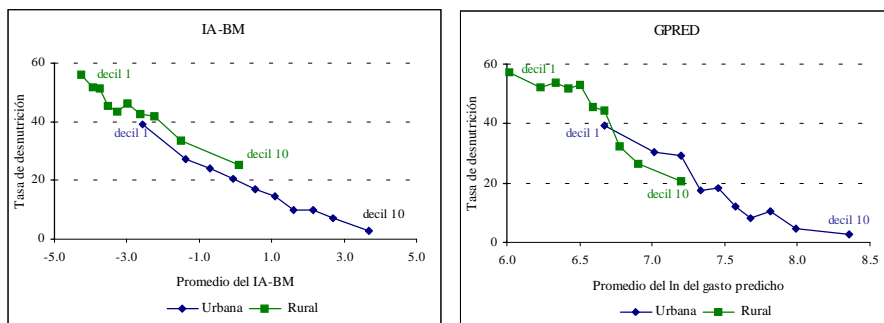 IA-BM
Tasa de desnutrición
60
40
20
0
-5.0 -3.0 -1.0 1.0 3.0 5.0
decil 1
decil 1
decil 10
decil 10
Promedio del IA-BM
Urbana Rural
GPRED
Tasa de desnutrición
60
40
20
0
6.0 6.5 7.0 7.5 8.0 8.5
decil 1
decil 1
decil 10
decil 10
Promedio del ln del gasto predicho
Urbana Rural